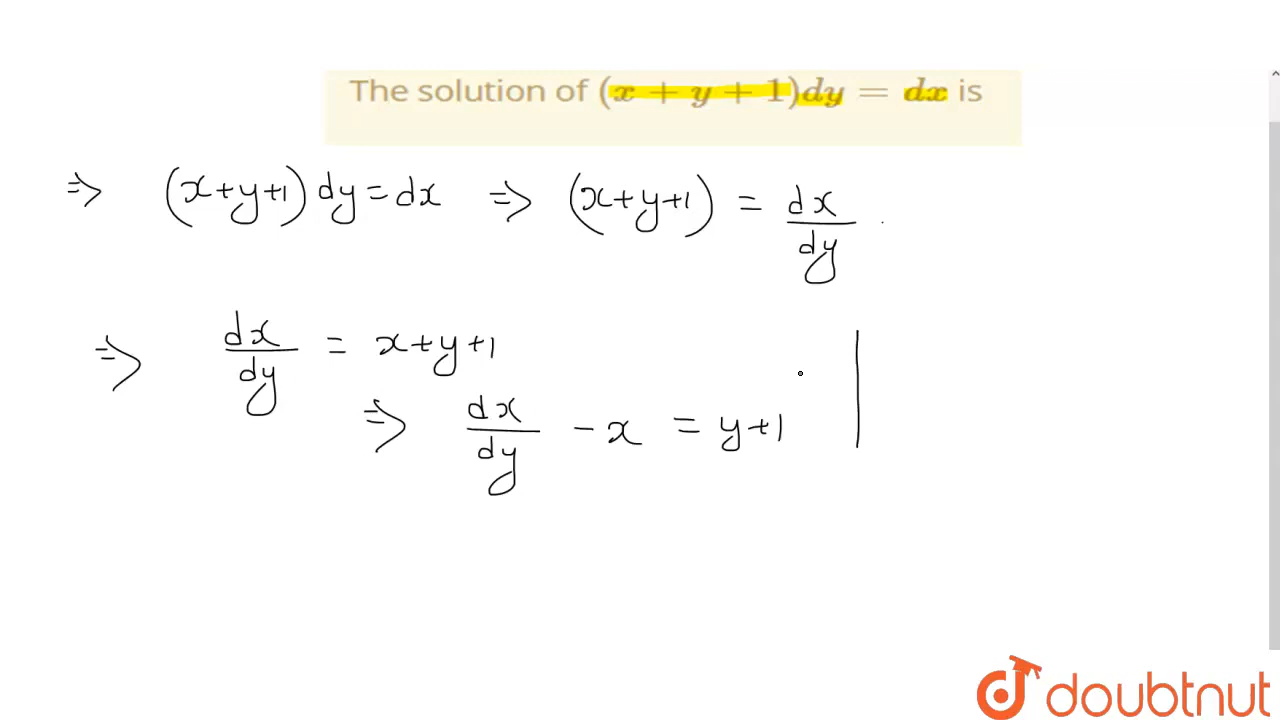 The solution of (x + y + 1)dy = dx is
⇒ (x+y+1) dy = dx ⇒ (x+y+1) = dx/dy
⇒ dx/dy = x+y+1
⇒ dx/dy - x = y+1
doubtnut